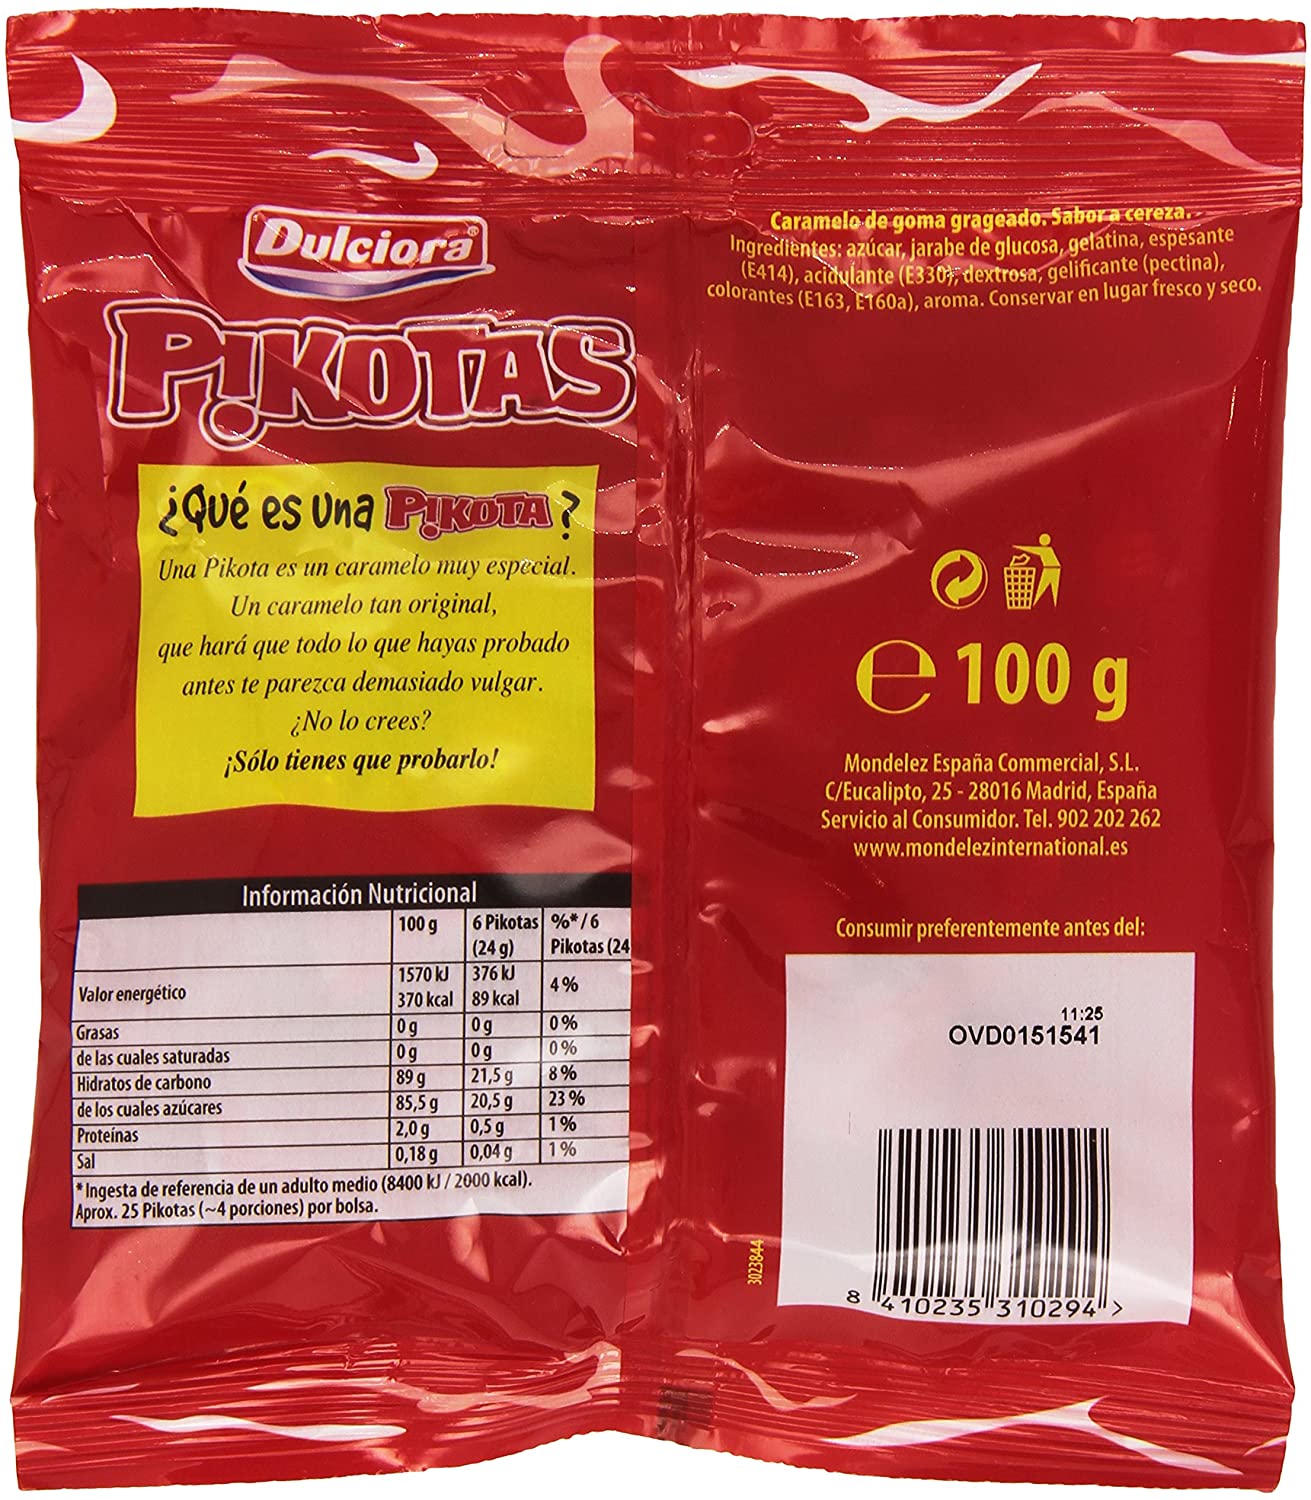 Dulciora®
PIKOTAS
¿Qué es una PIKOTA?
Una Pikota es un caramelo muy especial.
Un caramelo tan original,
que hará que todo lo que hayas probado
antes te parezca demasiado vulgar.
¿No lo crees?
¡Sólo tienes que probarlo!
Información Nutricional
100 g 6 Pikotas %*/6
(24 g) Pikotas (24
Valor energético 1570 kJ 376 kJ 4 %
370 kcal 89 kcal
Grasas 0 g 0 g 0 %
de las cuales saturadas 0 g 0 g 0 %
Hidratos de carbono 89 g 21,5 g 8 %
de los cuales azúcares 85,5 g 20,5 g 23 %
Proteínas 2,0 g 0,5 g 1 %
Sal 0,18 g 0,04 g 1 %
*Ingesta de referencia de un adulto medio (8400 kJ / 2000 kcal).
Aprox. 25 Pikotas (~4 porciones) por bolsa.
Caramelo de goma grageado. Sabor a cereza.
Ingredientes: azúcar, jarabe de glucosa, gelatina, espesante
(E414), acidulante (E330), dextrosa, gelificante (pectina),
colorantes (E163, E160a), aroma. Conservar en lugar fresco y seco.
℮ 100 g
Mondelez España Commercial, S.L.
C/Eucalipto, 25 - 28016 Madrid, España
Servicio al Consumidor. Tel. 902 202 262
www.mondelezinternational.es
Consumir preferentemente antes del:
11:25
OVD0151541
3023844
8 410235 310294 >